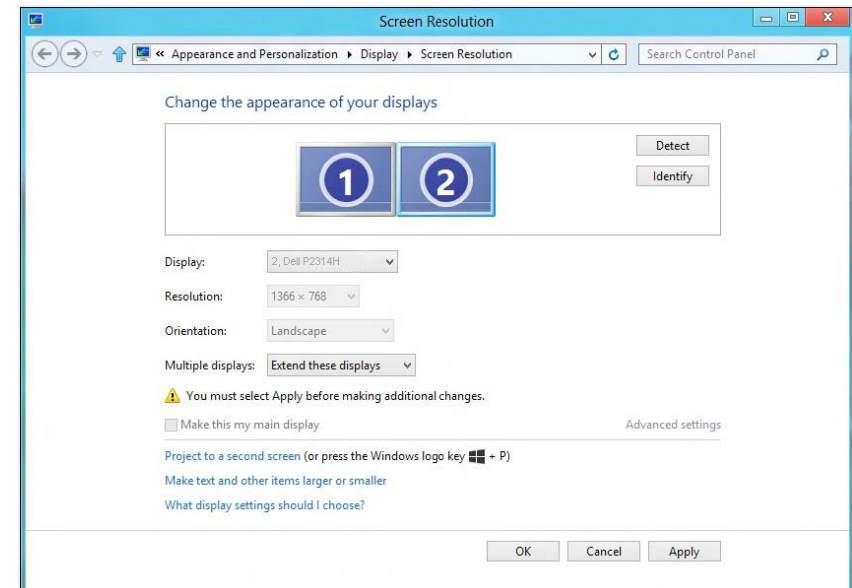 Screen Resolution
« Appearance and Personalization Display Screen Resolution
Search Control Panel
Change the appearance of your displays
1 2
Detect
Identify
Display: 2, Dell P2314H
Resolution: 1366 × 768
Orientation: Landscape
Multiple displays: Extend these displays
You must select Apply before making additional changes.
Make this my main display Advanced settings
Project to a second screen (or press the Windows logo key + P)
Make text and other items larger or smaller
What display settings should I choose?
OK Cancel Apply